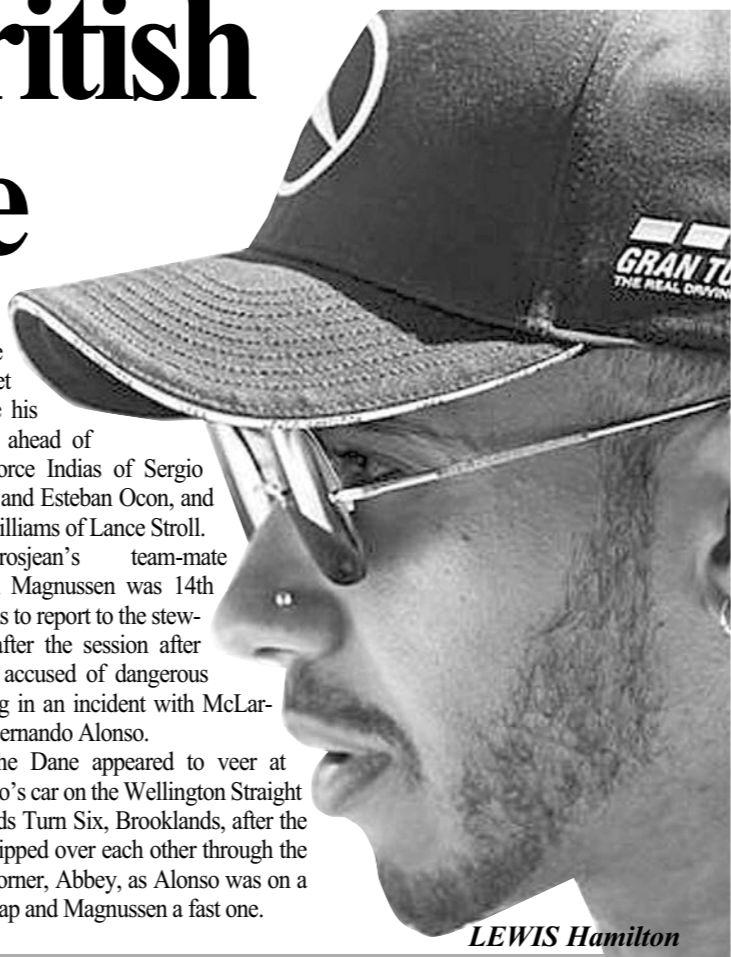 ritish
e
GRAN TU
THE REAL DRIVIN
e
et
e his
ahead of
orce Indias of Sergio
and Esteban Ocon, and
illiams of Lance Stroll.
rosjean's team-mate
Magnussen was 14th
s to report to the stew-
after the session after
accused of dangerous
g in an incident with McLar-
ernando Alonso.
he Dane appeared to veer at
o's car on the Wellington Straight
ds Turn Six, Brooklands, after the
ipped over each other through the
orner, Abbey, as Alonso was on a
ap and Magnussen a fast one.
LEWIS Hamilton